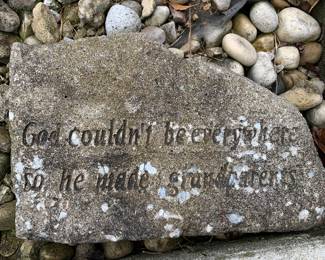 God couldn't be everywhere
so he made grandparents